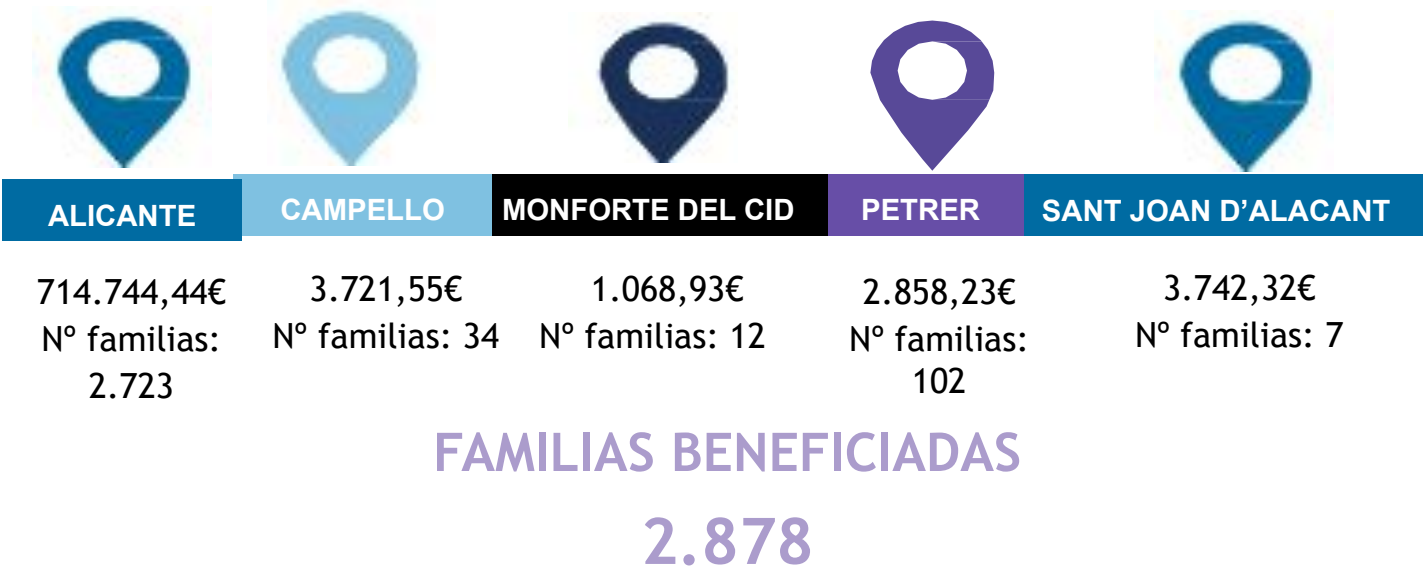 ALICANTE
CAMPELLO
MONFORTE DEL CID
PETRER
SANT JOAN D’ALACANT
714.744,44€
Nº familias:
2.723
3.721,55€
Nº familias: 34
1.068,93€
Nº familias: 12
2.858,23€
Nº familias:
102
3.742,32€
Nº familias: 7
FAMILIAS BENEFICIADAS
2.878